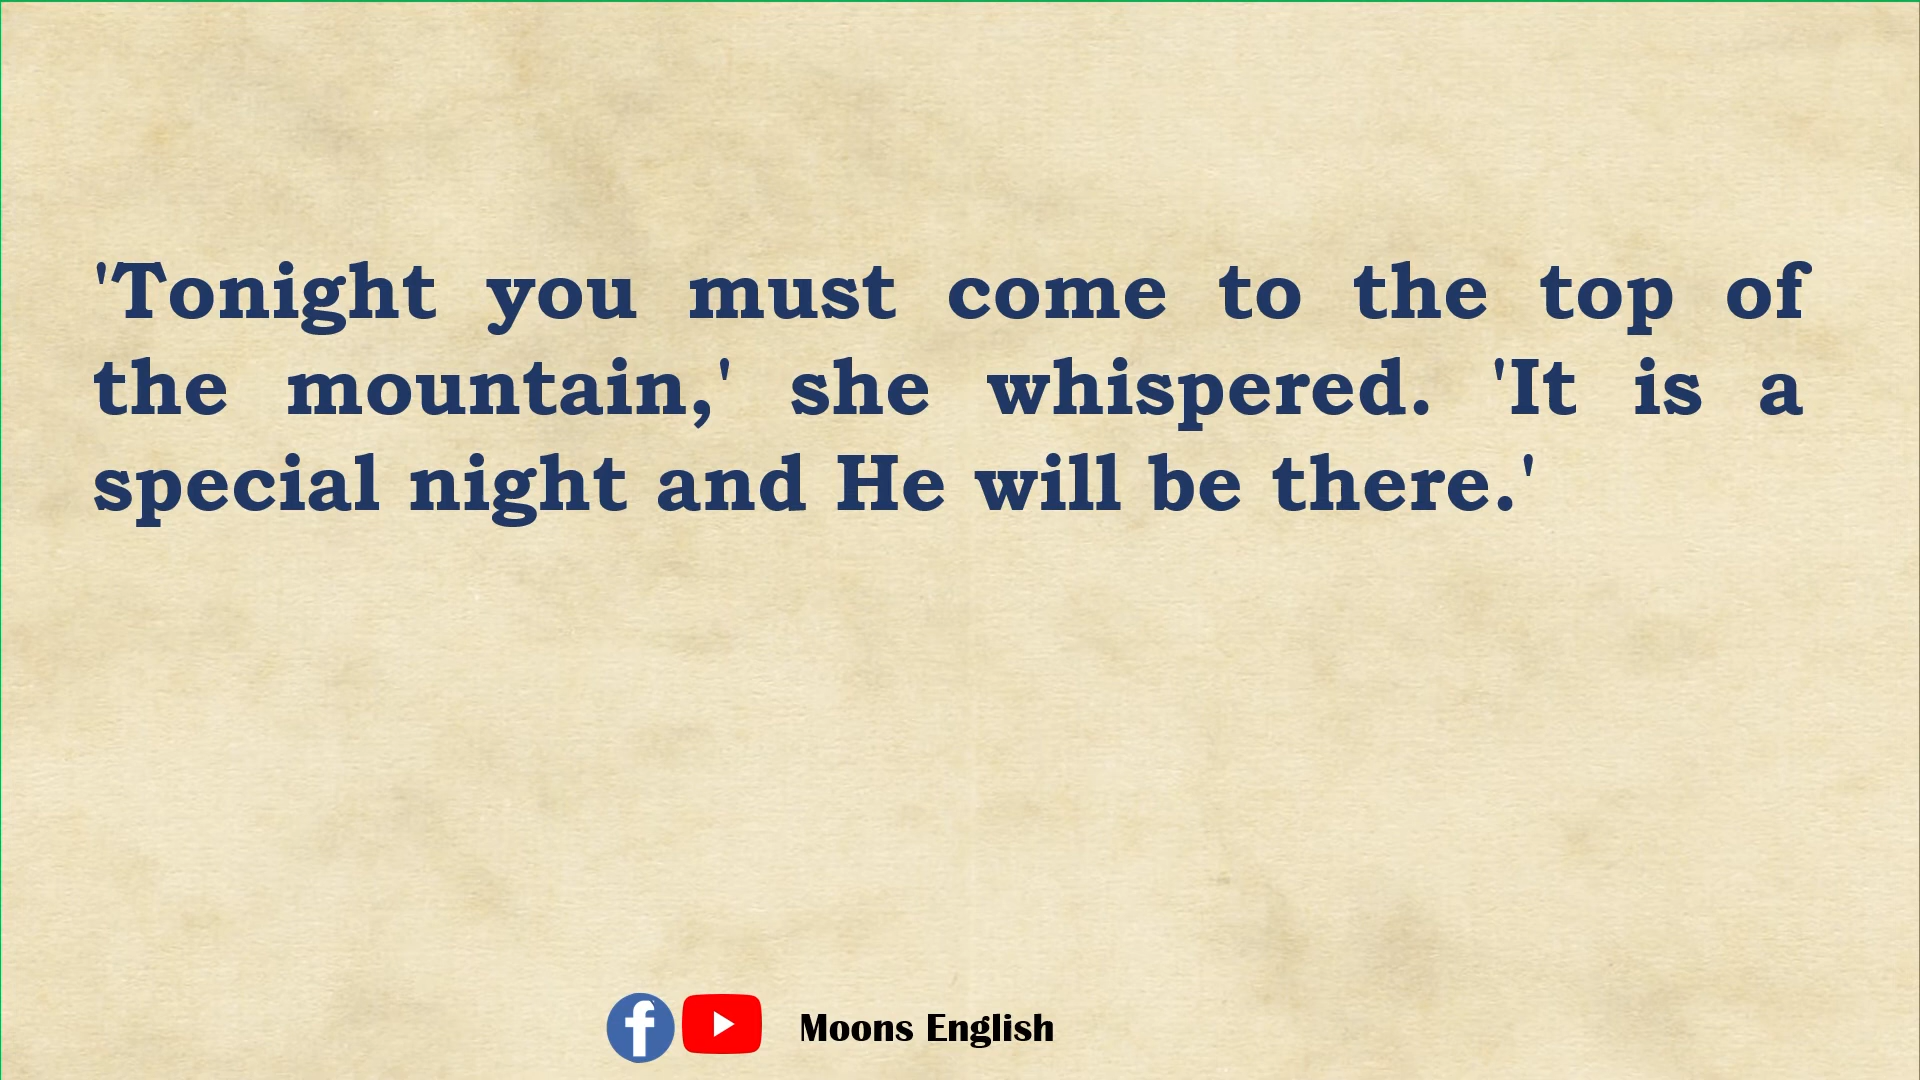 'Tonight you must come to the top of
the mountain,' she whispered. 'It is a
special night and He will be there.'
Moons English